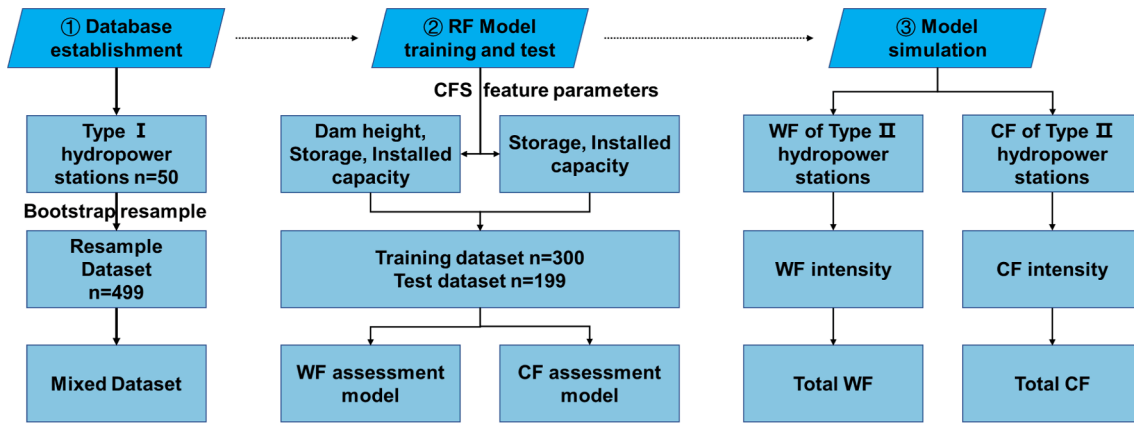 ① Database
establishment
② RF Model
training and test
③ Model
simulation
CFS feature parameters
Type Ⅰ
hydropower
stations n=50
Dam height,
Storage, Installed
capacity
Storage, Installed
capacity
WF of Type Ⅱ
hydropower
stations
CF of Type Ⅱ
hydropower
stations
Bootstrap resample
Resample
Dataset
n=499
Training dataset n=300
Test dataset n=199
WF intensity
CF intensity
Mixed Dataset
WF assessment
model
CF assessment
model
Total WF
Total CF